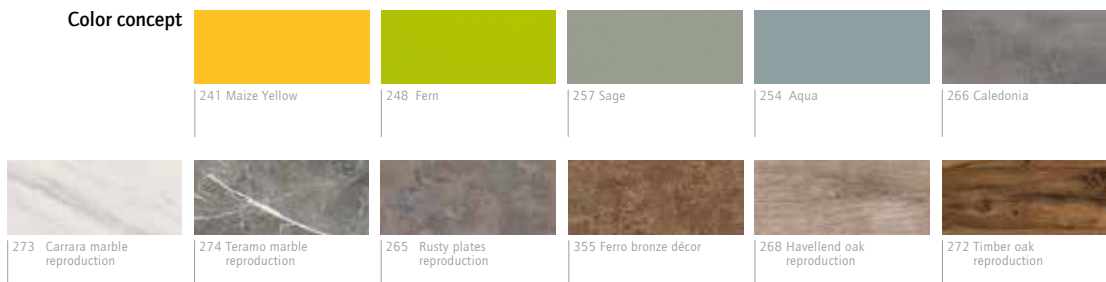 Color concept
241 Maize Yellow
248 Fern
257 Sage
254 Aqua
266 Caledonia
273 Carrara marble
reproduction
274 Teramo marble
reproduction
265 Rusty plates
reproduction
355 Ferro bronze décor
268 Havellend oak
reproduction
272 Timber oak
reproduction